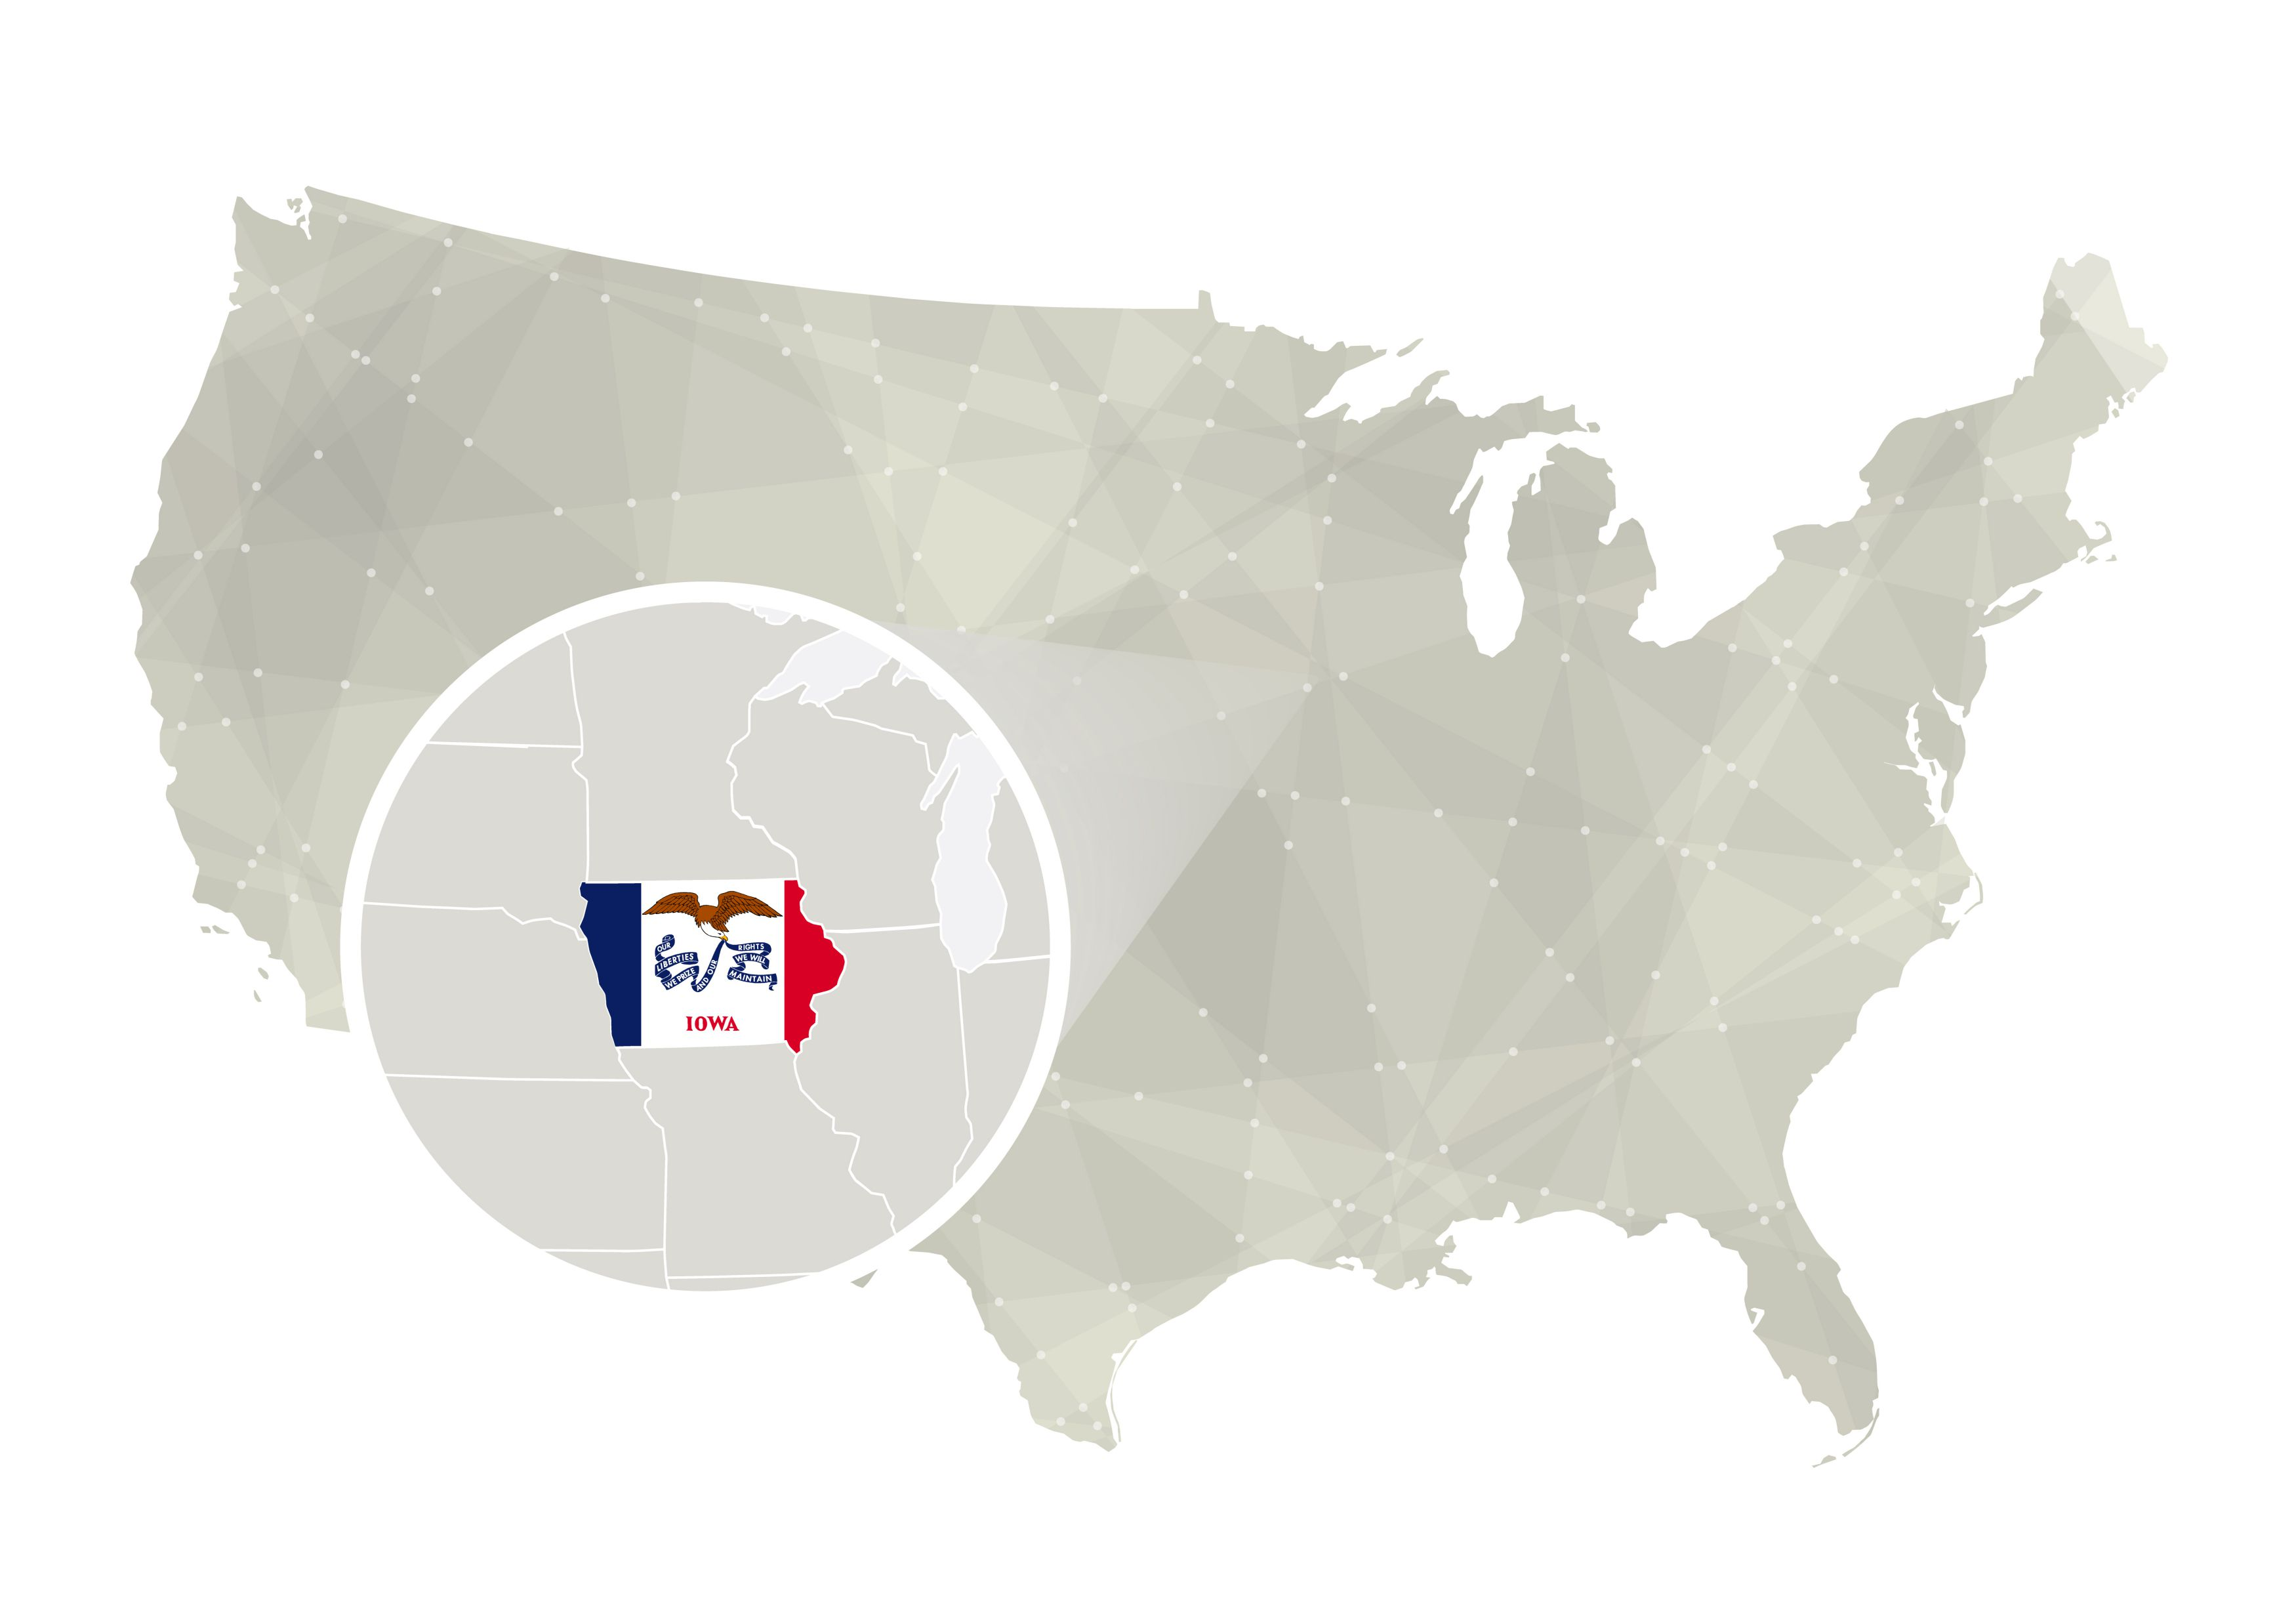 OUR
LIBERTIES
WE PRIZE
AND OUR
RIGHTS
WE WILL
MAINTAIN
IOWA